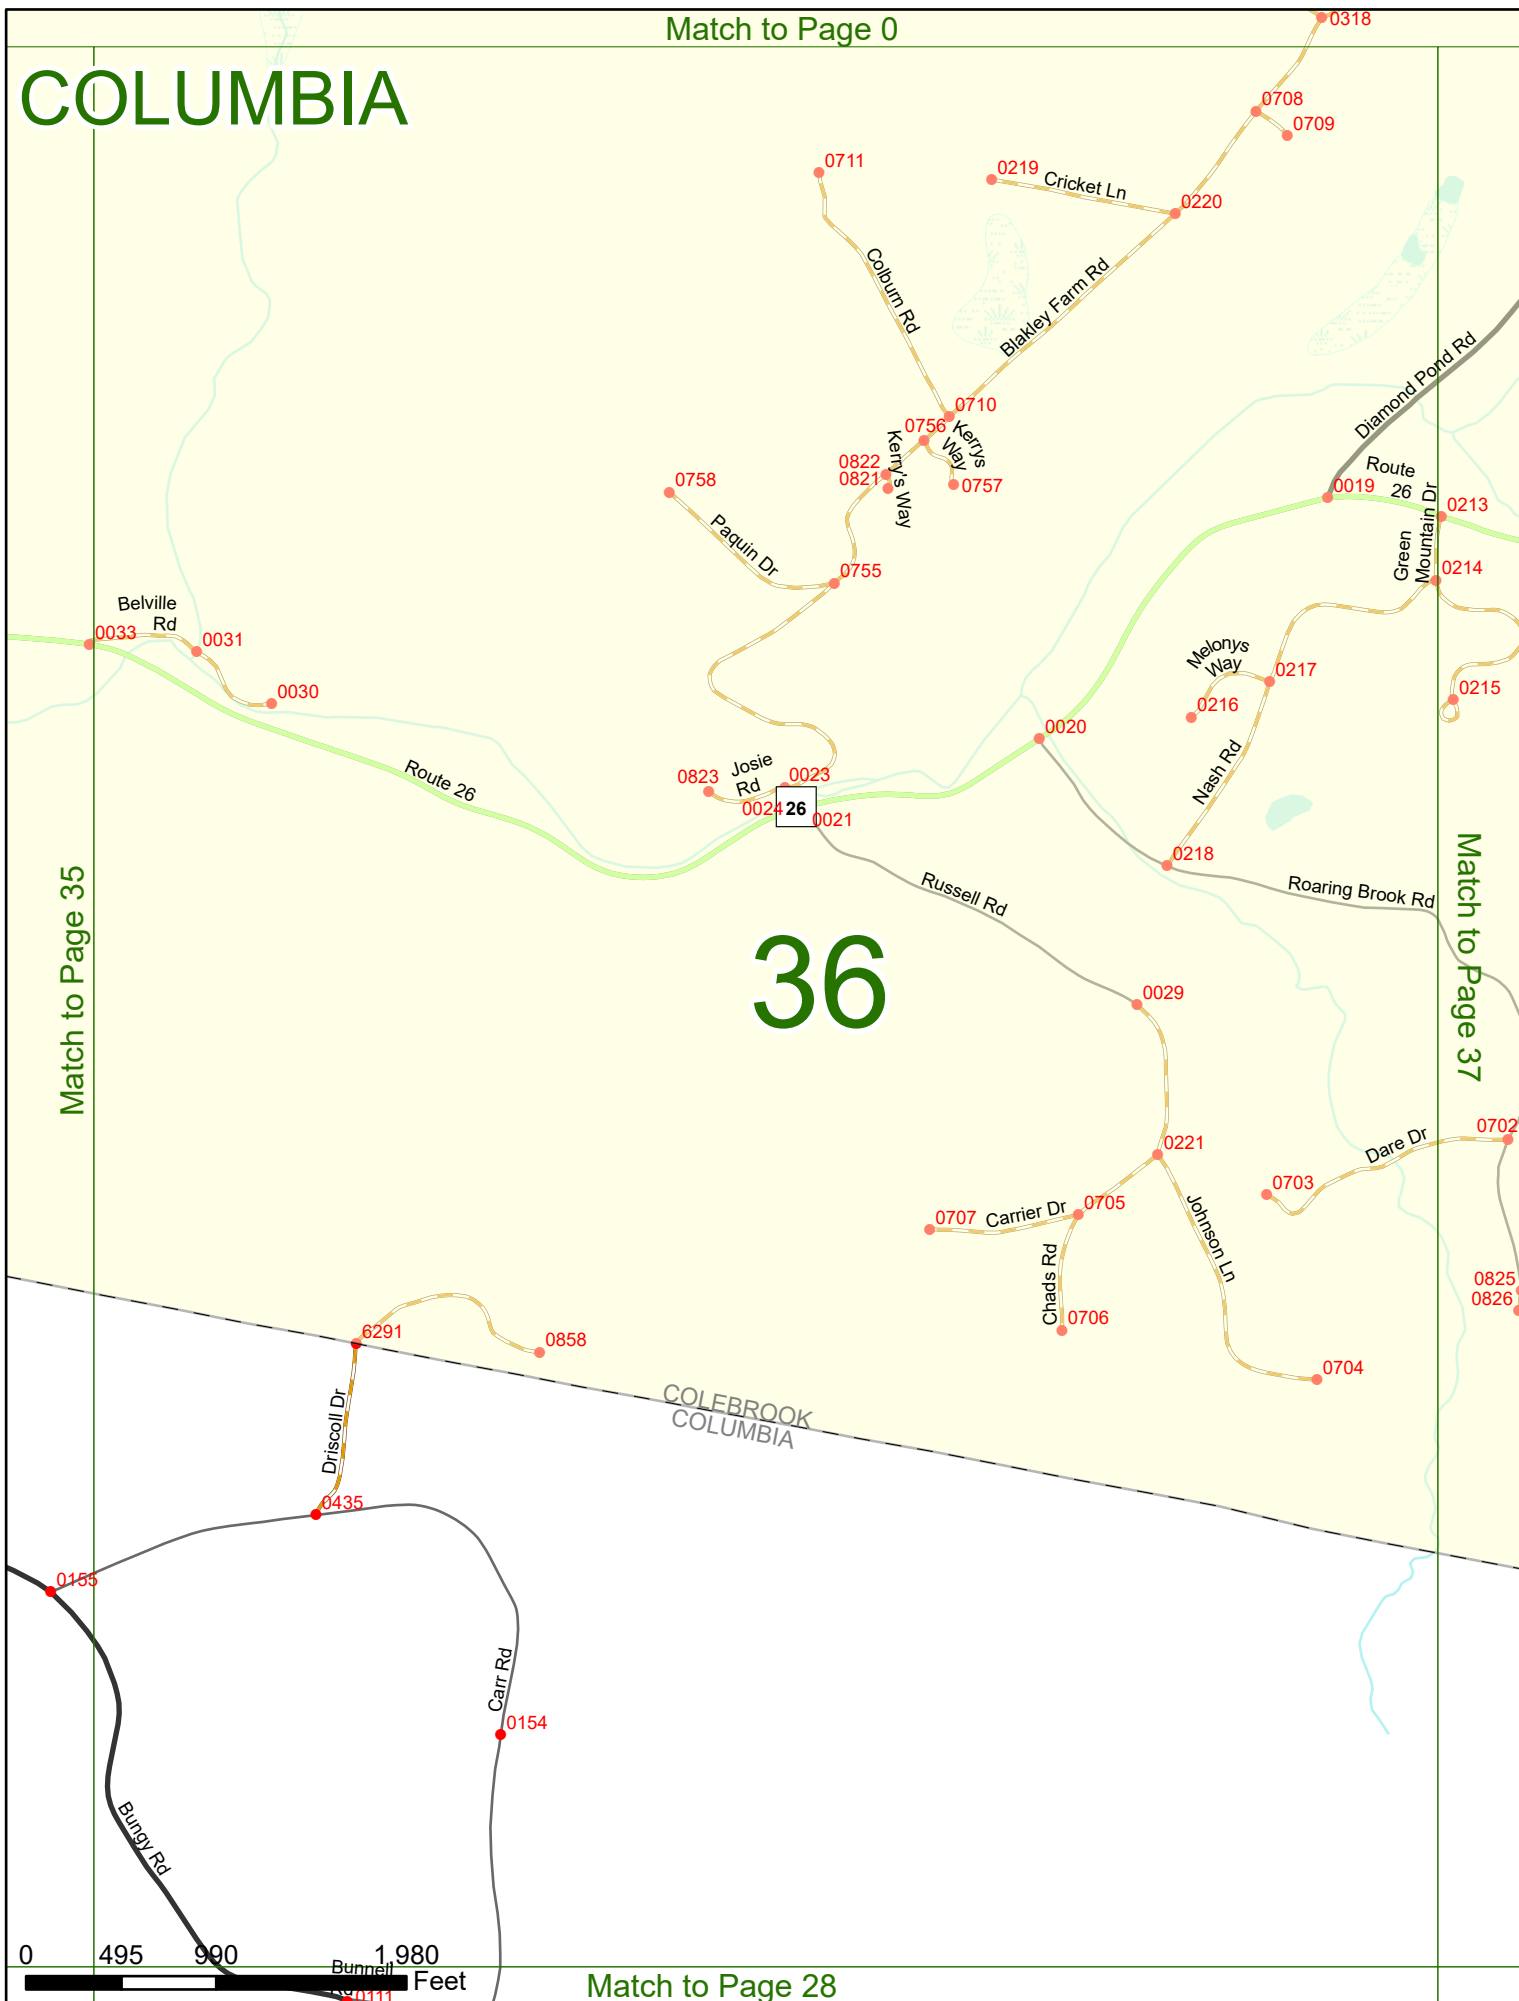 Match to Page 0
0318
COLUMBIA
0708
0709
0711
0219
Cricket Ln
0220
Colburn Rd
Blakley Farm Rd
Diamond Pond Rd
0710
0756
Kerrys
Way
0822
0821
Kerry's Way
0757
0758
Paquin Dr
0755
Route
26
0019
0213
Green
Mountain Dr
0214
Belville
Rd
0033
0031
0030
Melonys
Way
0217
0216
0215
0020
Nash Rd
Route 26
Josie
Rd
0823
0023
0024
26
0021
0218
Russell Rd
Roaring Brook Rd
Match to Page 35
Match to Page 37
36
0029
0221
Dare Dr
0702
0703
0707
Carrier Dr
0705
Johnson Ln
Chads Rd
0706
0825
0826
6291
0858
0704
COLEBROOK
COLUMBIA
Driscoll Dr
0435
0155
Carr Rd
0154
Bungy Rd
0 495 990 1,980
Feet
Bunnell
Rd
0111
Match to Page 28